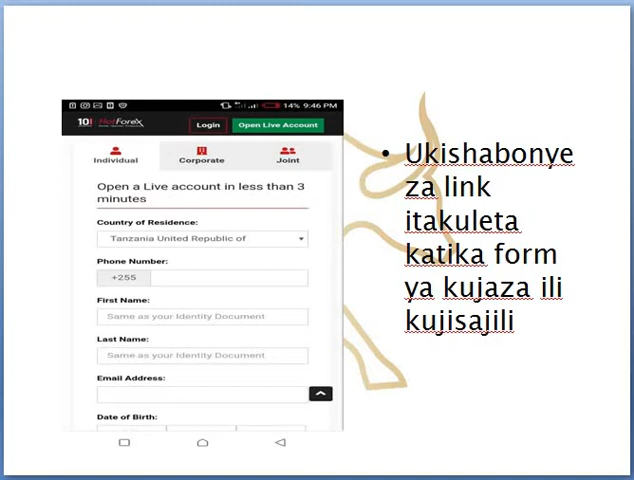 14% 9:46 PM
HotForeX
Login
Open Live Account
Individual
Corporate
Joint
Open a Live account in less than 3
minutes
Country of Residence:
Tanzania United Republic of
Phone Number:
+255
First Name:
Same as your Identity Document
Last Name:
Same as your Identity Document
Email Address:
Date of Birth:
• Ukishabonye
za link
itakuleta
katika form
ya kujaza ili
kujisajili